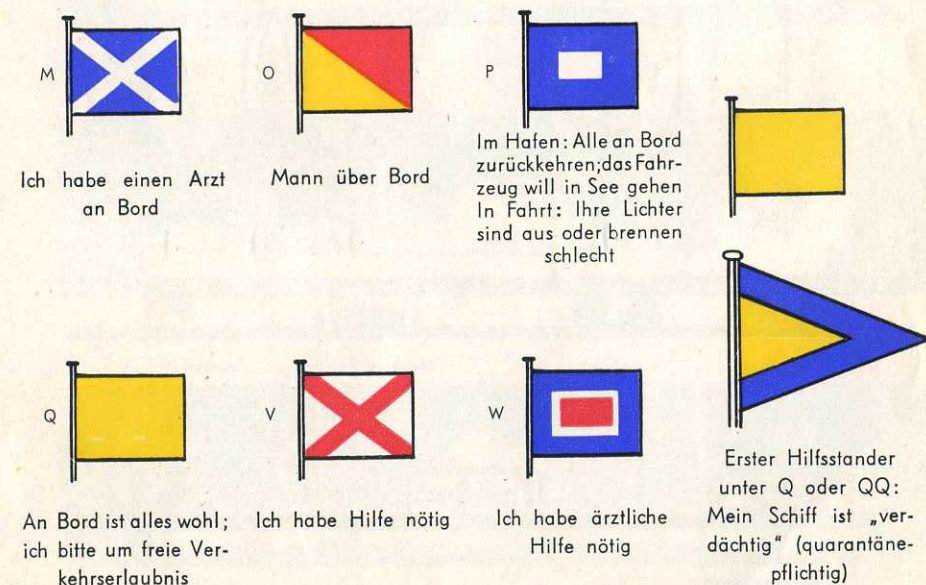 M
Ich habe einen Arzt
an Bord
O
Mann über Bord
P
Im Hafen: Alle an Bord
zurückkehren; das Fahr-
zeug will in See gehen
In Fahrt: Ihre Lichter
sind aus oder brennen
schlecht
Q
An Bord ist alles wohl;
ich bitte um freie Ver-
kehrserlaubnis
V
Ich habe Hilfe nötig
W
Ich habe ärztliche
Hilfe nötig
Erster Hilfsstander
unter Q oder QQ:
Mein Schiff ist „ver-
dächtig“ (quarantäne-
pflichtig)